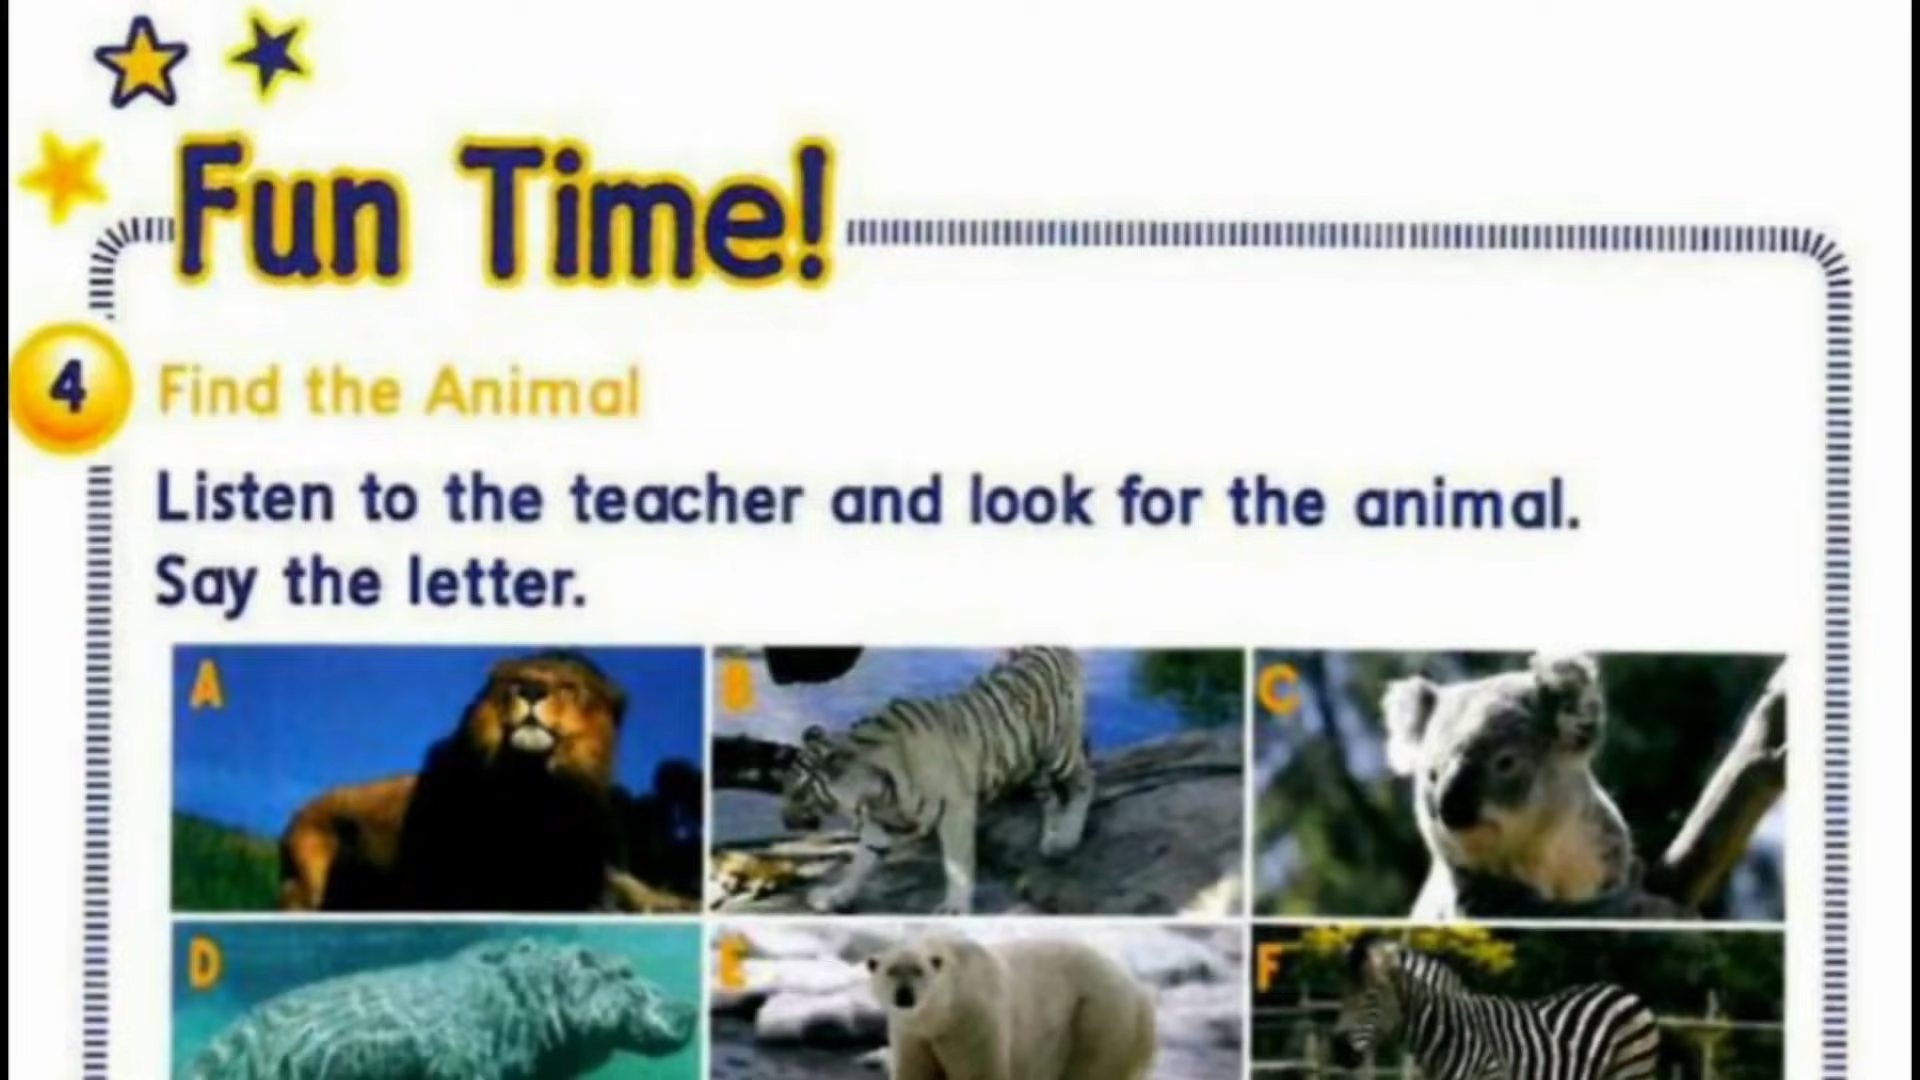 Fun Time!
4
Find the Animal
Listen to the teacher and look for the animal.
Say the letter.
A
B
C
D
E
F